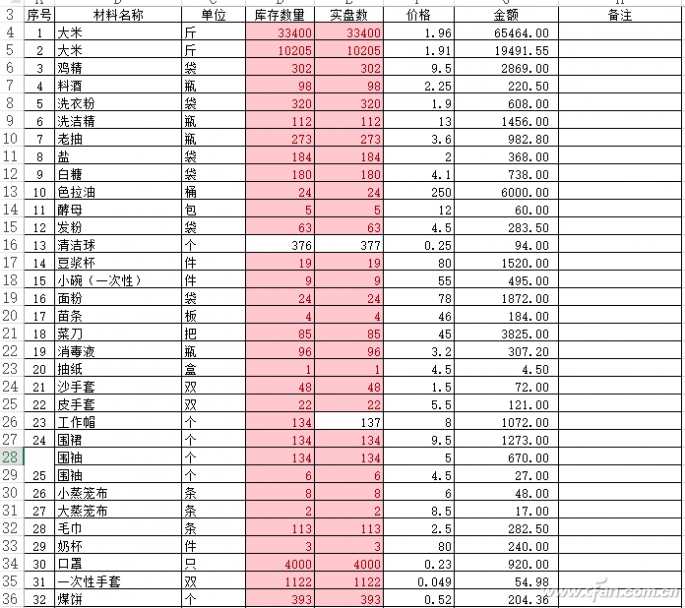 3 序号 材料名称 单位 库存数量 实盘数 价格 金额 备注
4 1 大米 斤 33400 33400 1.96 65464.00
5 2 大米 斤 10205 10205 1.91 19491.55
6 3 鸡精 袋 302 302 9.5 2869.00
7 4 料酒 瓶 98 98 2.25 220.50
8 5 洗衣粉 袋 320 320 1.9 608.00
9 6 洗洁精 瓶 112 112 13 1456.00
10 7 老抽 瓶 273 273 3.6 982.80
11 8 盐 袋 184 184 2 368.00
12 9 白糖 袋 180 180 4.1 738.00
13 10 色拉油 桶 24 24 250 6000.00
14 11 酵母 包 5 5 12 60.00
15 12 发粉 袋 63 63 4.5 283.50
16 13 清洁球 个 376 377 0.25 94.00
17 14 豆浆杯 件 19 19 80 1520.00
18 15 小碗（一次性） 件 9 9 55 495.00
19 16 面粉 袋 24 24 78 1872.00
20 17 苗条 板 4 4 46 184.00
21 18 菜刀 把 85 85 45 3825.00
22 19 消毒液 瓶 96 96 3.2 307.20
23 20 抽纸 盒 1 1 4.5 4.50
24 21 沙手套 双 48 48 1.5 72.00
25 22 皮手套 双 22 22 5.5 121.00
26 23 工作帽 个 134 137 8 1072.00
27 24 围裙 个 134 134 9.5 1273.00
28 围袖 个 134 134 5 670.00
29 25 围袖 个 6 6 4.5 27.00
30 26 小蒸笼布 条 8 8 6 48.00
31 27 大蒸笼布 条 2 2 8.5 17.00
32 28 毛巾 条 113 113 2.5 282.50
33 29 奶杯 件 3 3 80 240.00
34 30 口罩 只 4000 4000 0.23 920.00
35 31 一次性手套 双 1122 1122 0.049 54.98
36 32 煤饼 个 393 393 0.52 204.36
www.cfan.com.cn